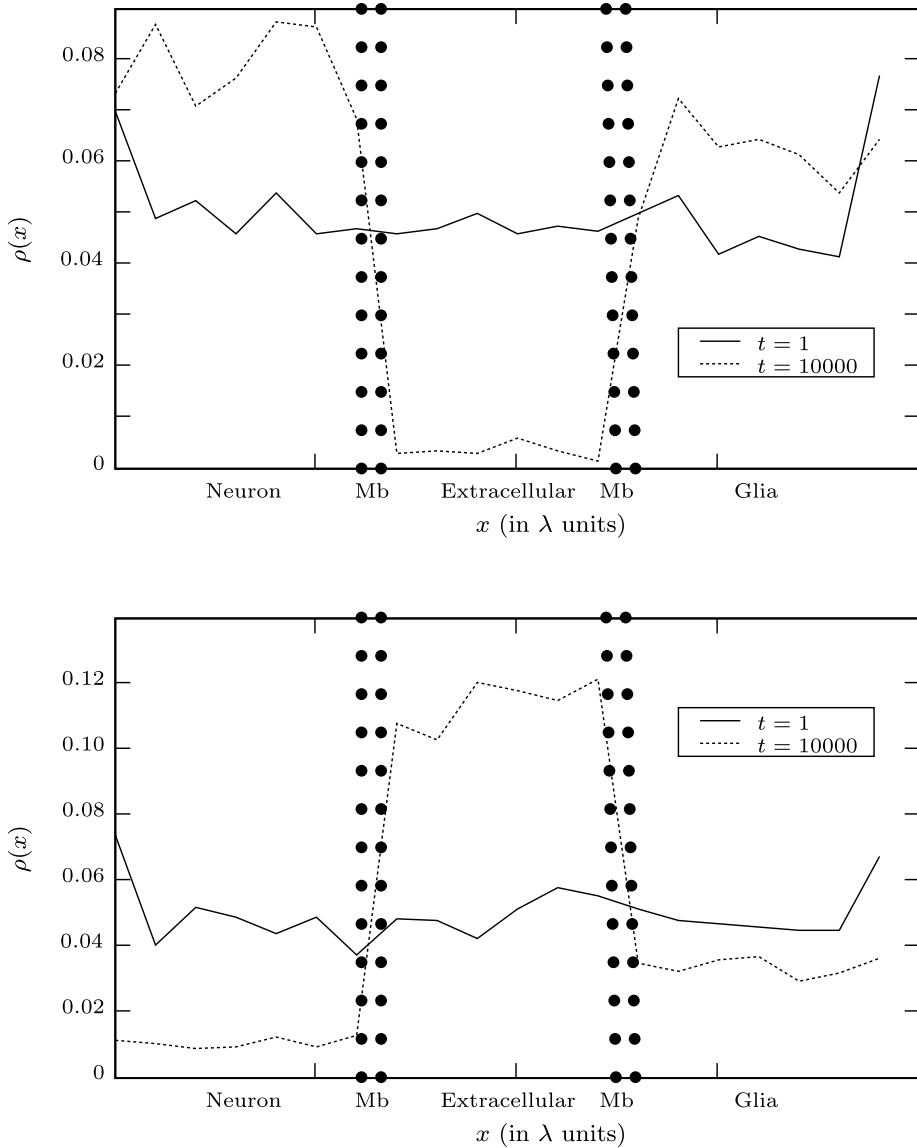 0.08
0.06
0.04
0.02
0
ρ(x)
t = 1
t = 10000
Neuron Mb Extracellular Mb Glia
x (in λ units)
0.12
0.10
0.08
0.06
0.04
0.02
0
ρ(x)
t = 1
t = 10000
Neuron Mb Extracellular Mb Glia
x (in λ units)